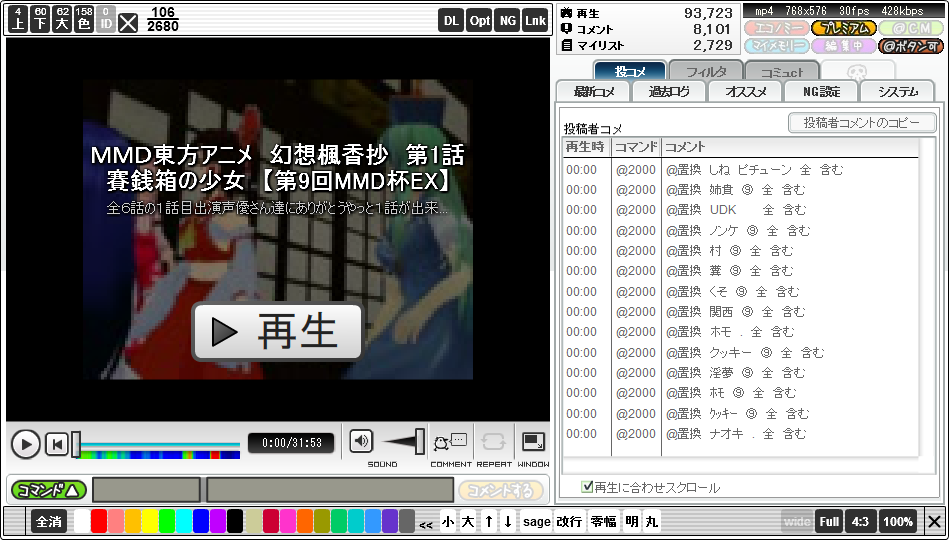 4 上
60 下
62 大
158 色
0 ID
106
2680
DL Opt NG Lnk
再生 93,723
コメント 8,101
マイリスト 2,729
mp4 768x576 30fps 428kbps
エコノミー プレミアム @CM
マイメモリー 編集中 @ボタン可
投コメ フィルタ コミュct
最新コメ 過去ログ オススメ NG設定 システム
MMD東方アニメ 幻想楓香抄 第1話
賽銭箱の少女 【第9回MMD杯EX】
全6話の1話目出演声優さん達にありがとうやっと1話が出来...
再生
投稿者コメ
投稿者コメントのコピー
再生時 コマンド コメント
00:00 @2000 @置換 しね ピチューン 全 含む
00:00 @2000 @置換 姉貴 ⑨ 全 含む
00:00 @2000 @置換 UDK 全 含む
00:00 @2000 @置換 ノンケ ⑨ 全 含む
00:00 @2000 @置換 村 ⑨ 全 含む
00:00 @2000 @置換 糞 ⑨ 全 含む
00:00 @2000 @置換 くそ ⑨ 全 含む
00:00 @2000 @置換 関西 ⑨ 全 含む
00:00 @2000 @置換 ホモ . 全 含む
00:00 @2000 @置換 クッキー ⑨ 全 含む
00:00 @2000 @置換 淫夢 ⑨ 全 含む
00:00 @2000 @置換 ﾎﾓ ⑨ 全 含む
00:00 @2000 @置換 ｸｯｷｰ ⑨ 全 含む
00:00 @2000 @置換 ナオキ . 全 含む
再生に合わせスクロール
0:00/31:53
SOUND COMMENT REPEAT WINDOW
コマンド コメントする
全消 << 小 大 ↑ ↓ sage 改行 零幅 明 丸 wide Full 4:3 100%